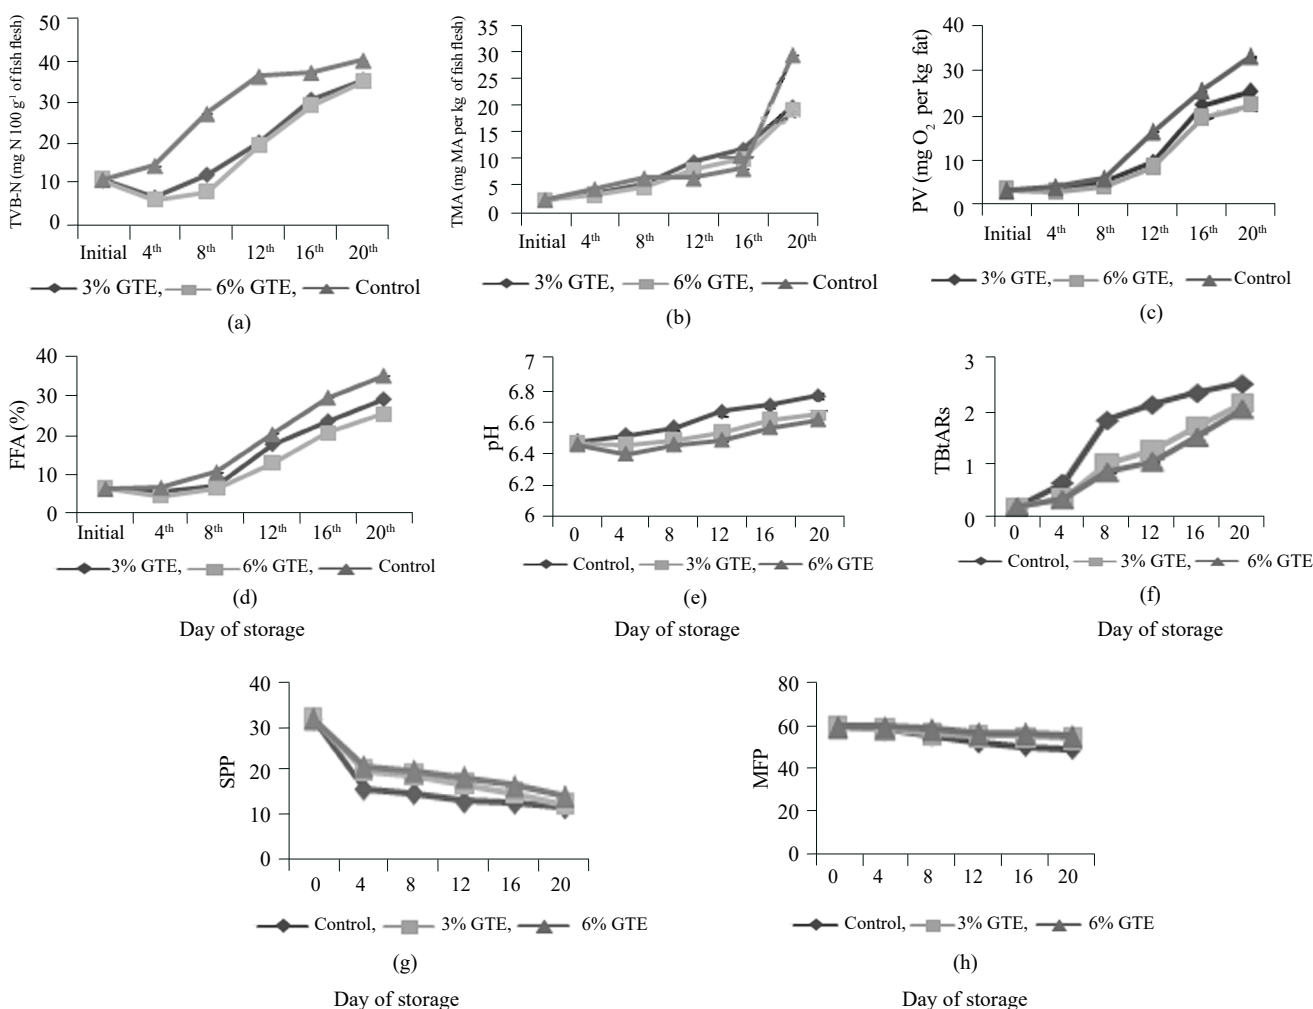 TVB-N (mg N 100 g⁻¹ of fish flesh)
50
40
30
20
10
0
Initial 4th 8th 12th 16th 20th
3% GTE, 6% GTE, Control
(a)
TMA (mg MA per kg of fish flesh)
35
30
25
20
15
10
5
0
Initial 4th 8th 12th 16th 20th
3% GTE, 6% GTE, Control
(b)
PV (mg O₂ per kg fat)
40
30
20
10
0
Initial 4th 8th 12th 16th 20th
3% GTE, 6% GTE, Control
(c)
FFA (%)
40
30
20
10
0
Initial 4th 8th 12th 16th 20th
3% GTE, 6% GTE, Control
(d)
Day of storage
pH
7
6.8
6.6
6.4
6.2
6
0 4 8 12 16 20
Control, 3% GTE, 6% GTE
(e)
Day of storage
TBtARs
3
2
1
0
0 4 8 12 16 20
Control, 3% GTE, 6% GTE
(f)
Day of storage
SPP
40
30
20
10
0
0 4 8 12 16 20
Control, 3% GTE, 6% GTE
(g)
Day of storage
MFP
80
60
40
20
0
0 4 8 12 16 20
Control, 3% GTE, 6% GTE
(h)
Day of storage